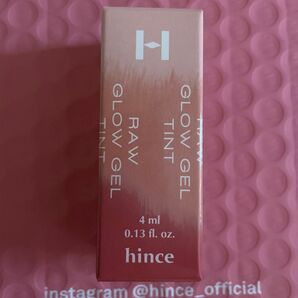 H
RAW
GLOW GEL
TINT
RAW
GLOW GEL
TINT
4 ml
0.13 fl. oz.
hince
instagram @hince_official